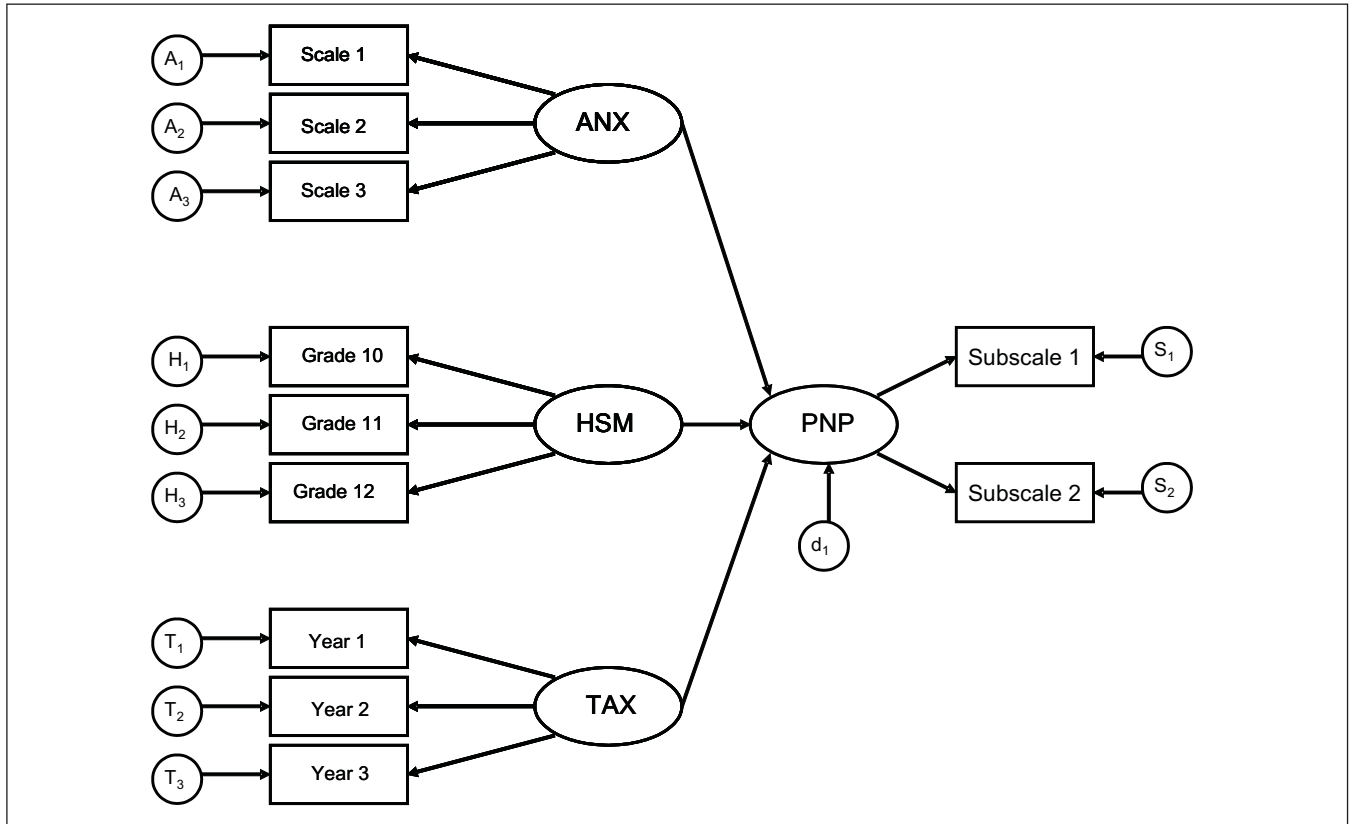 A1
Scale 1
A2
Scale 2
A3
Scale 3
ANX
H1
Grade 10
H2
Grade 11
H3
Grade 12
HSM
PNP
Subscale 1
S1
Subscale 2
S2
d1
T1
Year 1
T2
Year 2
T3
Year 3
TAX